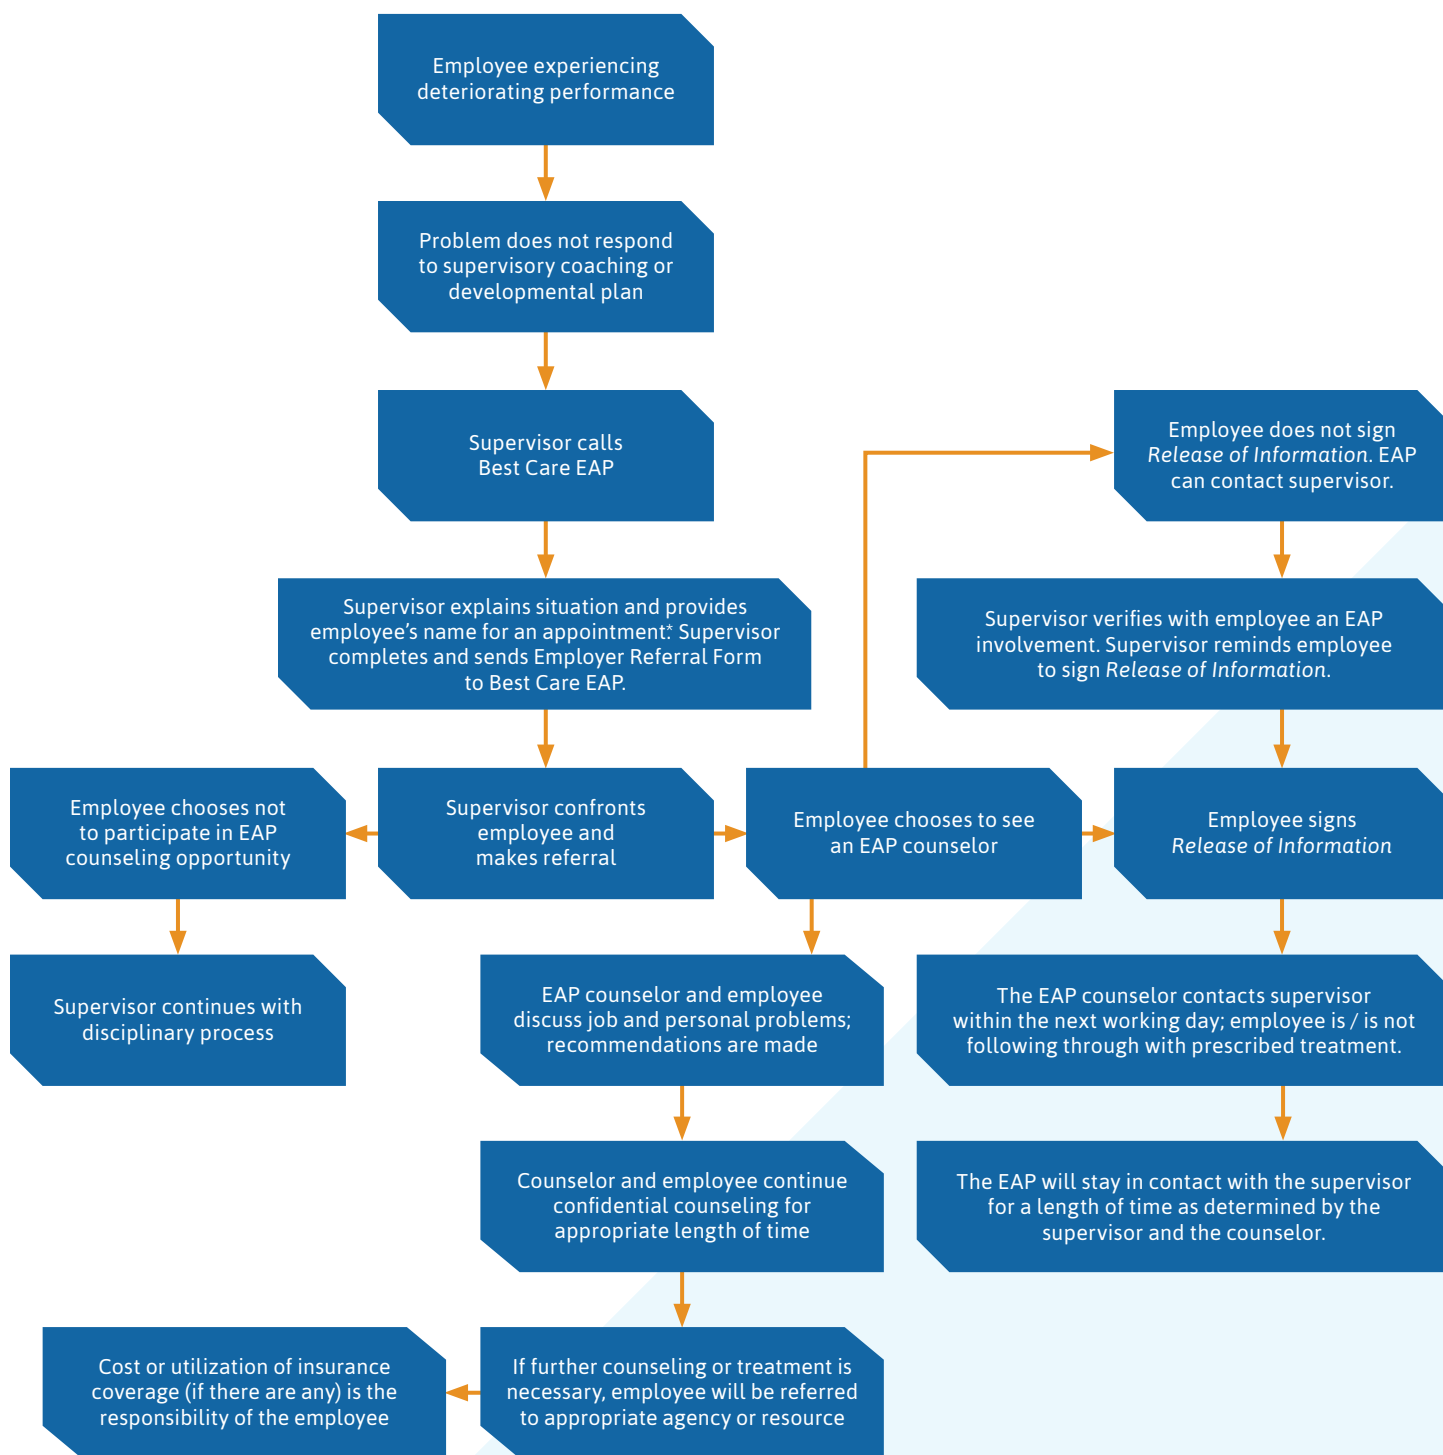 Employee experiencing
deteriorating performance
Problem does not respond
to supervisory coaching or
developmental plan
Supervisor calls
Best Care EAP
Supervisor explains situation and provides
employee’s name for an appointment.* Supervisor
completes and sends Employer Referral Form
to Best Care EAP.
Supervisor confronts
employee and
makes referral
Employee chooses not
to participate in EAP
counseling opportunity
Supervisor continues with
disciplinary process
Employee chooses to see
an EAP counselor
Employee does not sign
Release of Information. EAP
can contact supervisor.
Supervisor verifies with employee an EAP
involvement. Supervisor reminds employee
to sign Release of Information.
Employee signs
Release of Information
The EAP counselor contacts supervisor
within the next working day; employee is / is not
following through with prescribed treatment.
The EAP will stay in contact with the supervisor
for a length of time as determined by the
supervisor and the counselor.
EAP counselor and employee
discuss job and personal problems;
recommendations are made
Counselor and employee continue
confidential counseling for
appropriate length of time
If further counseling or treatment is
necessary, employee will be referred
to appropriate agency or resource
Cost or utilization of insurance
coverage (if there are any) is the
responsibility of the employee